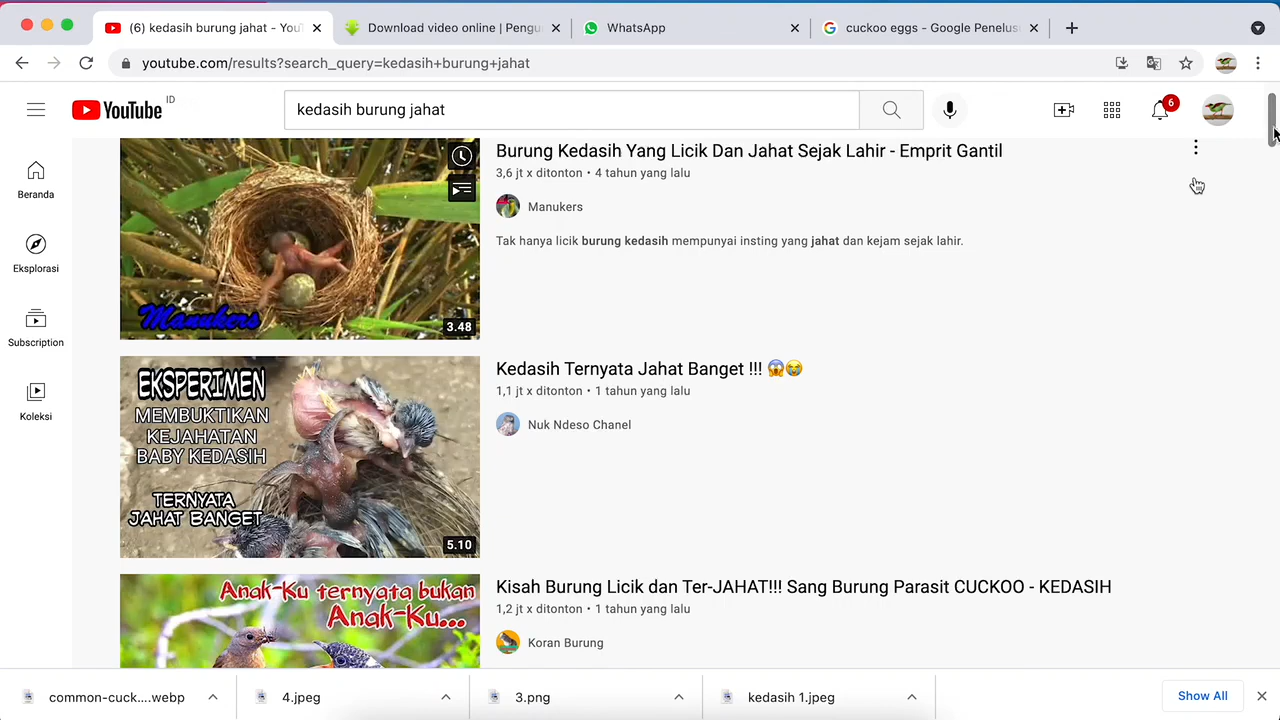 (6) kedasih burung jahat - You
Download video online | Pengu
WhatsApp
cuckoo eggs - Google Penelus
youtube.com/results?search_query=kedasih+burung+jahat
YouTube ID
kedasih burung jahat
6
Beranda
Eksplorasi
Subscription
Koleksi
Manukers
3.48
Burung Kedasih Yang Licik Dan Jahat Sejak Lahir - Emprit Gantil
3,6 jt x ditonton • 4 tahun yang lalu
Manukers
Tak hanya licik burung kedasih mempunyai insting yang jahat dan kejam sejak lahir.
EKSPERIMEN
MEMBUKTIKAN
KEJAHATAN
BABY KEDASIH
TERNYATA
JAHAT BANGET
5.10
Kedasih Ternyata Jahat Banget !!! 😱😭
1,1 jt x ditonton • 1 tahun yang lalu
Nuk Ndeso Chanel
Anak-Ku ternyata bukan
Anak-Ku...
Kisah Burung Licik dan Ter-JAHAT!!! Sang Burung Parasit CUCKOO - KEDASIH
1,2 jt x ditonton • 1 tahun yang lalu
Koran Burung
common-cuck....webp
4.jpeg
3.png
kedasih 1.jpeg
Show All